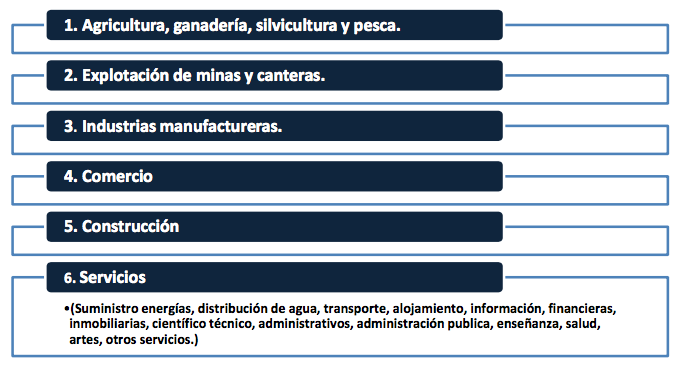 1. Agricultura, ganadería, silvicultura y pesca.
2. Explotación de minas y canteras.
3. Industrias manufactureras.
4. Comercio
5. Construcción
6. Servicios
•(Suministro energías, distribución de agua, transporte, alojamiento, información, financieras,
inmobiliarias, científico técnico, administrativos, administración publica, enseñanza, salud,
artes, otros servicios.)